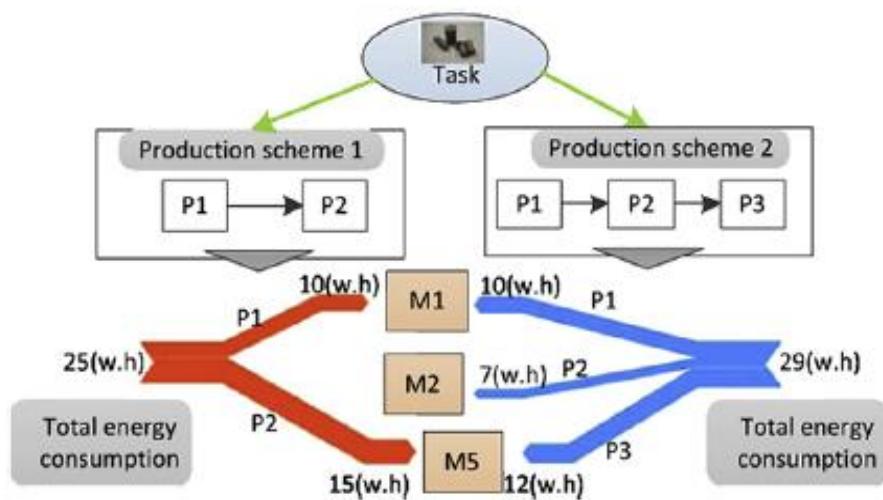 Task
Production scheme 1
Production scheme 2
P1
P2
P1
P2
P3
10(w.h)
M1
10(w.h)
P1
P1
25(w.h)
M2
7(w.h)
P2
29(w.h)
Total energy
consumption
P2
M5
P3
Total energy
consumption
15(w.h)
12(w.h)